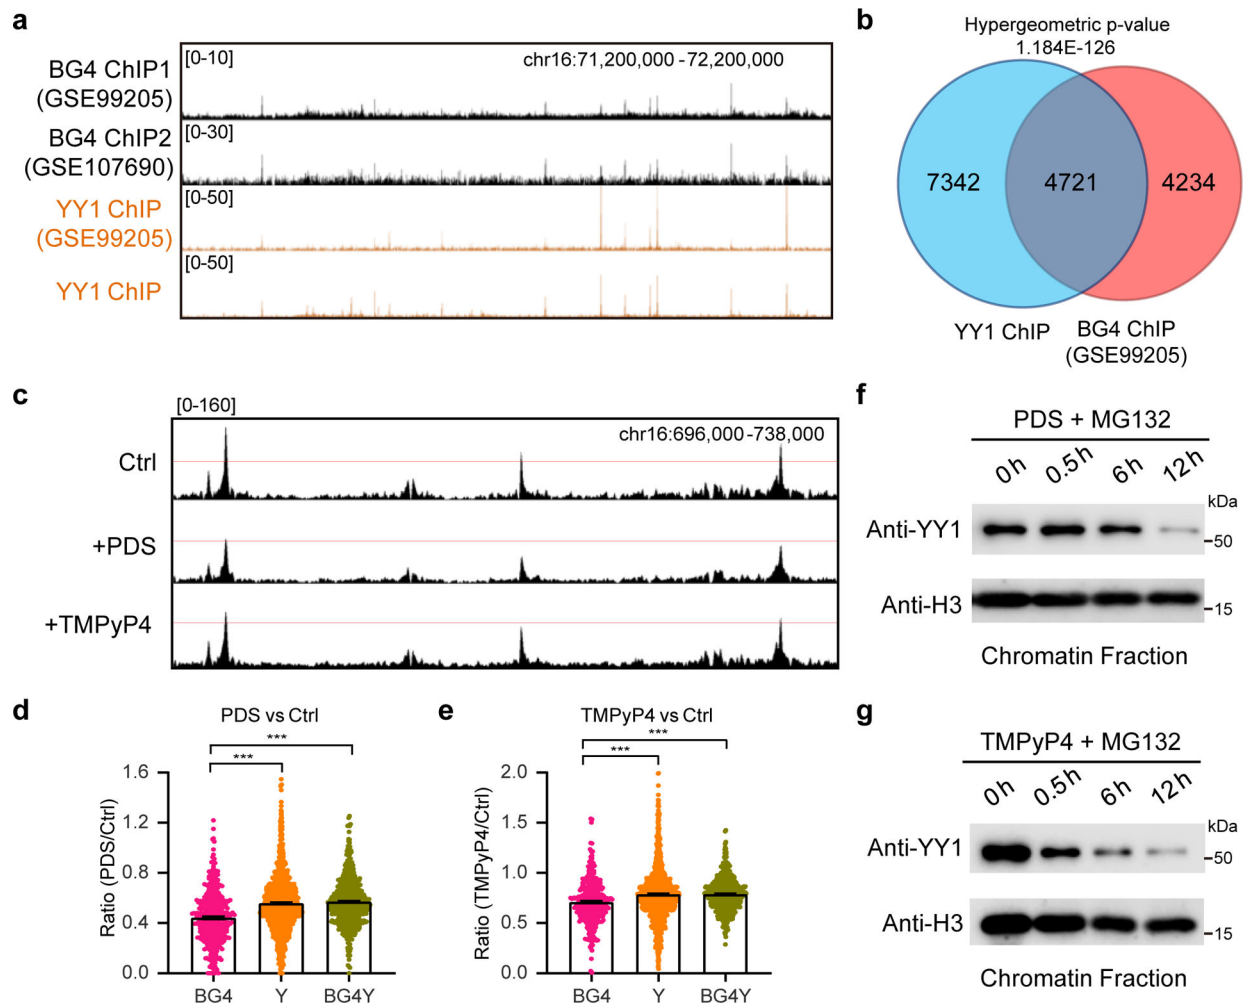 a
BG4 ChIP1
(GSE99205)
[0-10]
chr16:71,200,000 -72,200,000
BG4 ChIP2
(GSE107690)
[0-30]
YY1 ChIP
(GSE99205)
[0-50]
YY1 ChIP
[0-50]
b
Hypergeometric p-value
1.184E-126
7342
4721
4234
YY1 ChIP
BG4 ChIP
(GSE99205)
c
[0-160]
chr16:696,000 -738,000
Ctrl
+PDS
+TMPyP4
d
PDS vs Ctrl
***
***
Ratio (PDS/Ctrl)
1.6
1.2
0.8
0.4
0.0
BG4
Y
BG4Y
e
TMPyP4 vs Ctrl
***
***
Ratio (TMPyP4/Ctrl)
2.0
1.5
1.0
0.5
0.0
BG4
Y
BG4Y
f
PDS + MG132
0h 0.5h 6h 12h
kDa
Anti-YY1
50
Anti-H3
15
Chromatin Fraction
g
TMPyP4 + MG132
0h 0.5h 6h 12h
kDa
Anti-YY1
50
Anti-H3
15
Chromatin Fraction